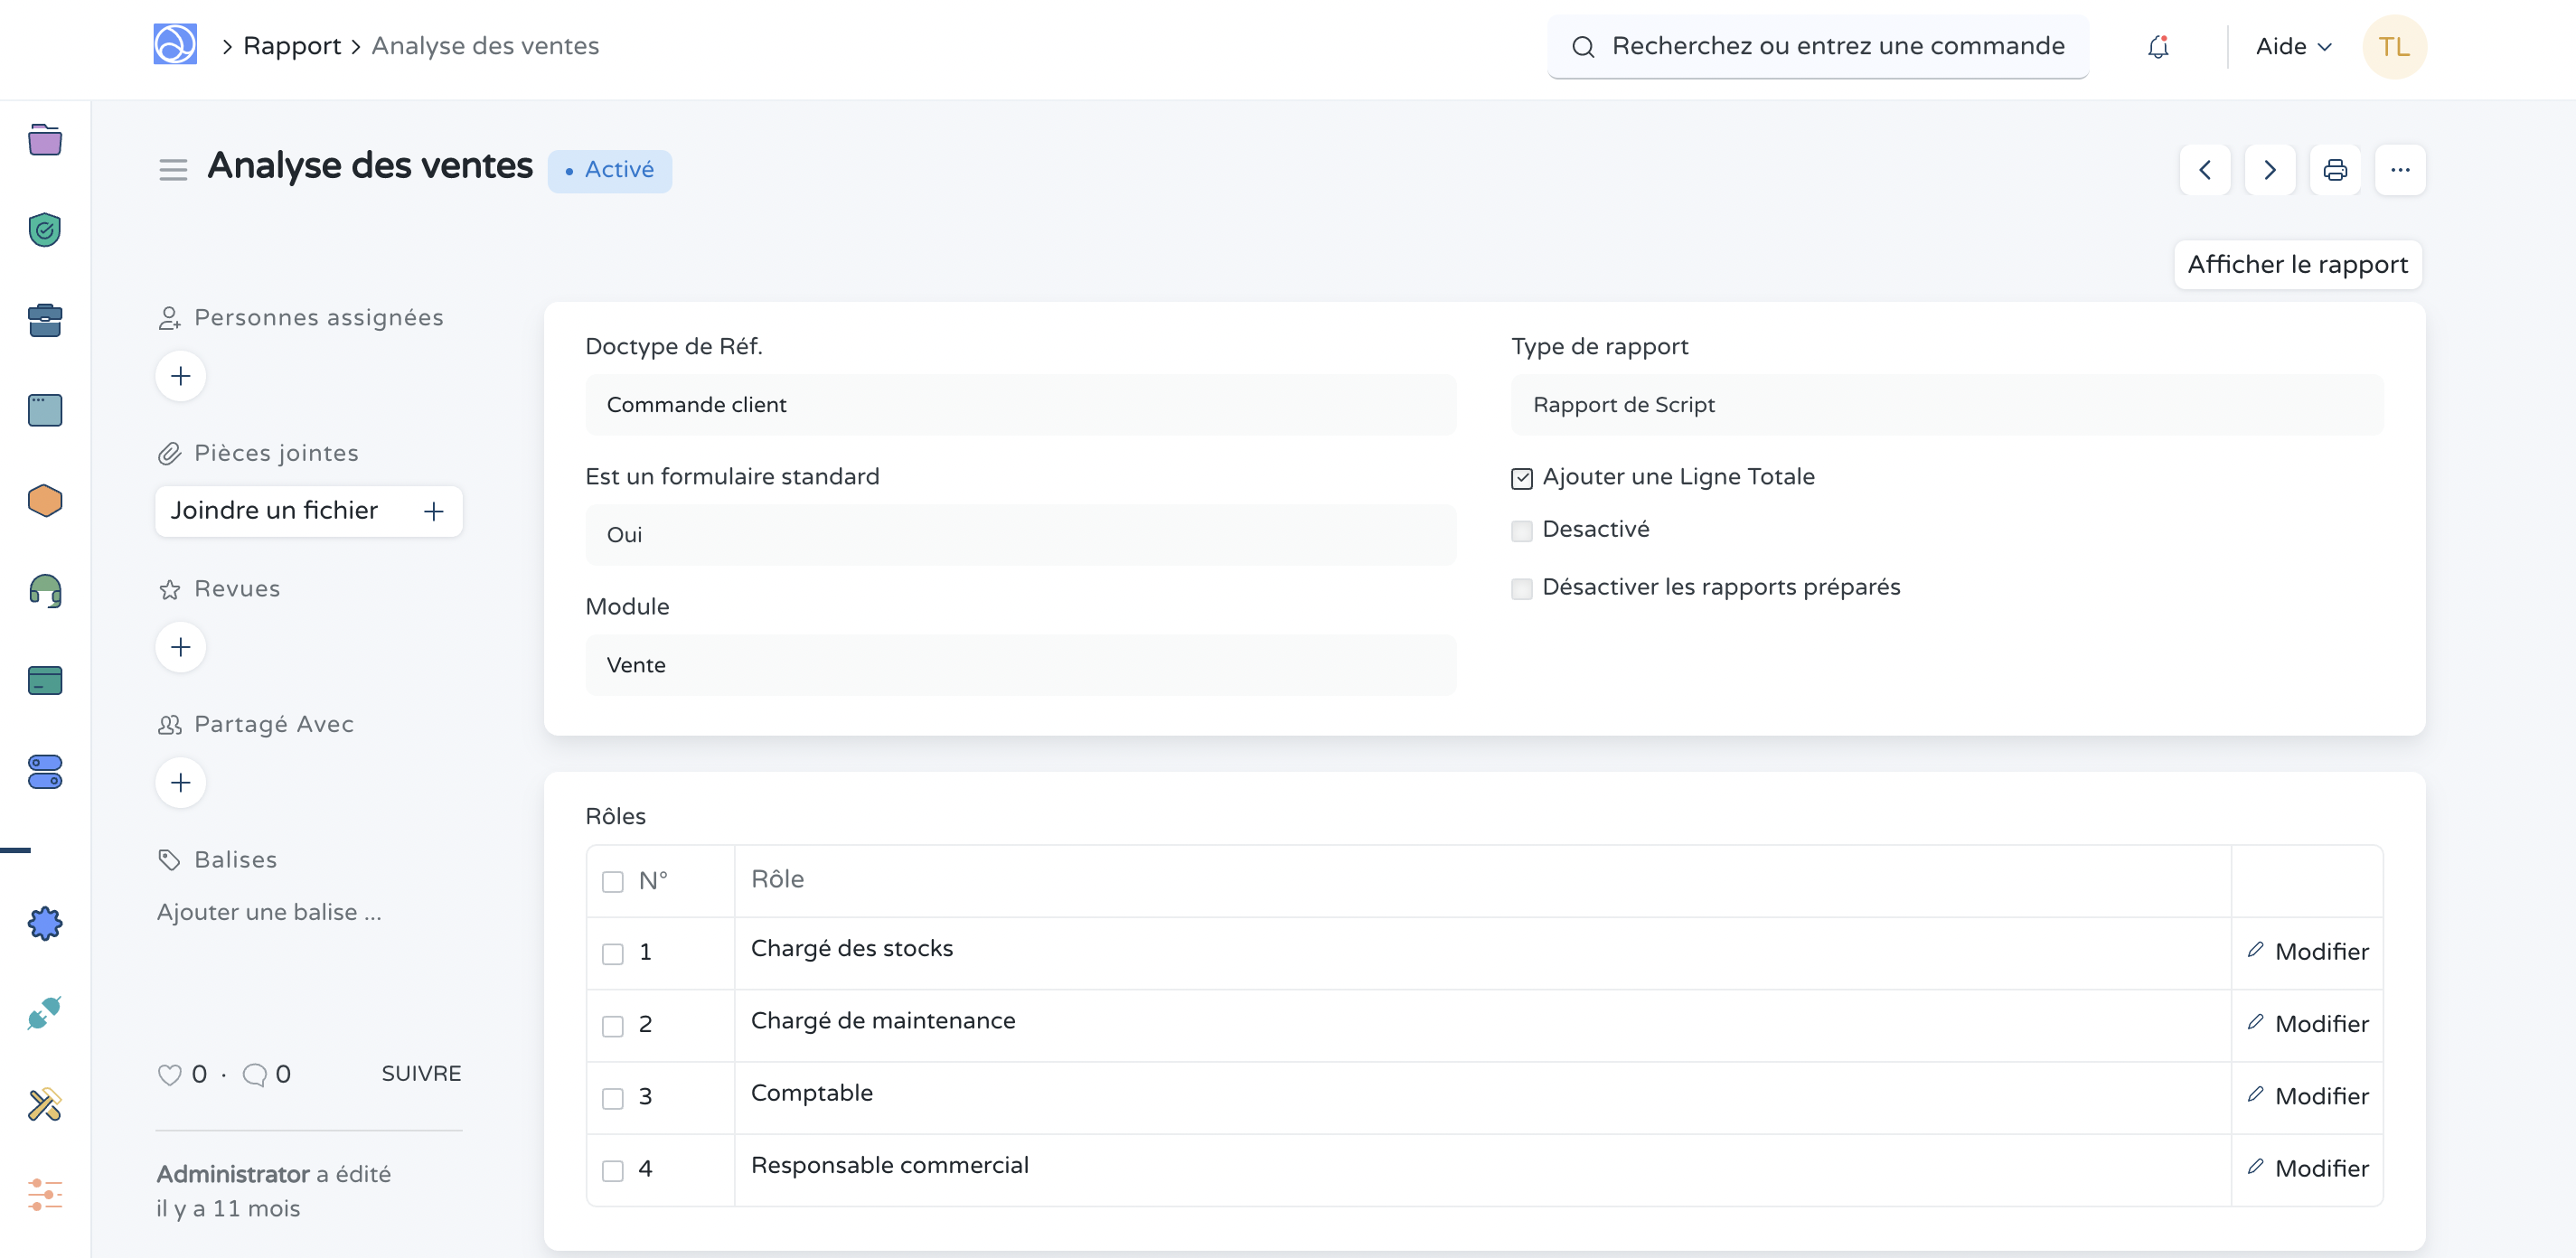 Rapport
Analyse des ventes
Recherchez ou entrez une commande
Aide
TL
Analyse des ventes
Activé
Afficher le rapport
Personnes assignées
Pièces jointes
Joindre un fichier
Revues
Partagé Avec
Balises
Ajouter une balise ...
0 · 0
SUIVRE
Administrator a édité
il y a 11 mois
Doctype de Réf.
Commande client
Est un formulaire standard
Oui
Module
Vente
Type de rapport
Rapport de Script
Ajouter une Ligne Totale
Desactivé
Désactiver les rapports préparés
Rôles
N° Rôle
1 Chargé des stocks Modifier
2 Chargé de maintenance Modifier
3 Comptable Modifier
4 Responsable commercial Modifier